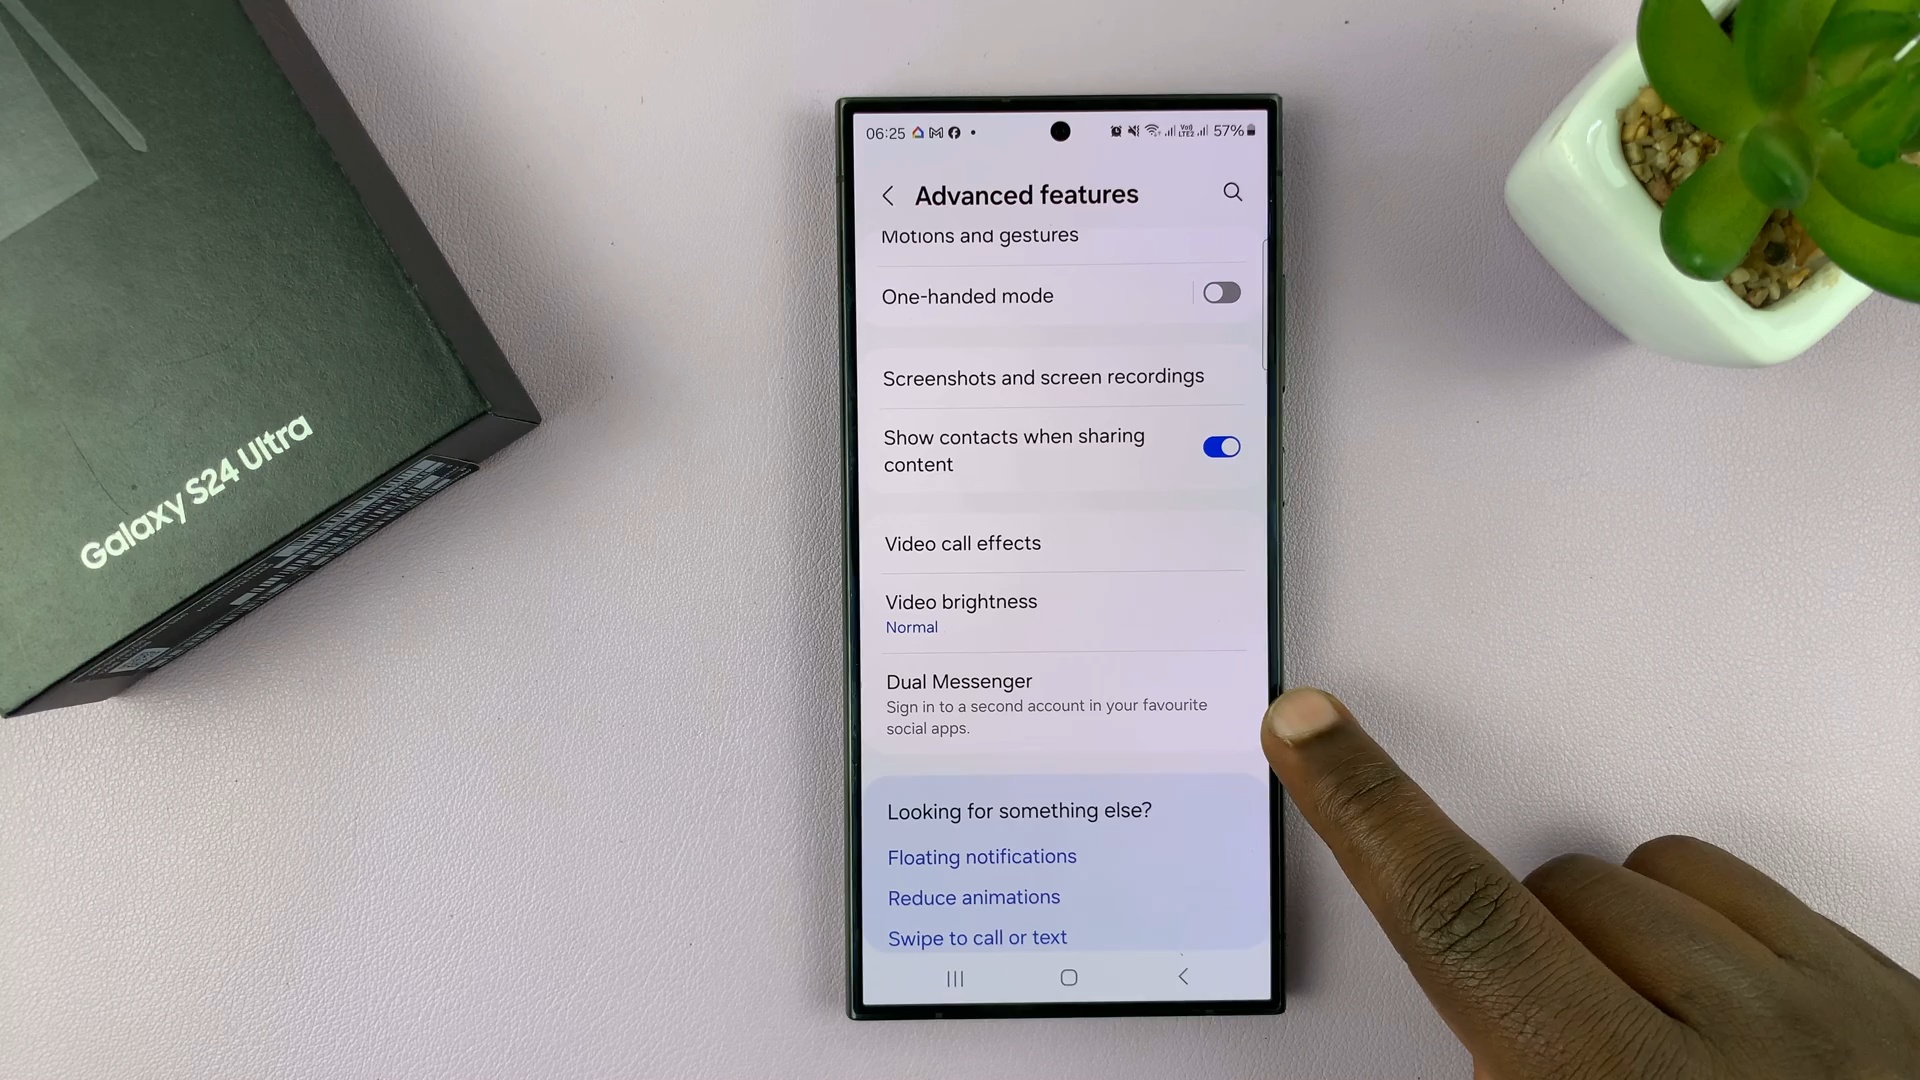 Galaxy S24 Ultra
06:25
57%
Advanced features
Motions and gestures
One-handed mode
Screenshots and screen recordings
Show contacts when sharing
content
Video call effects
Video brightness
Normal
Dual Messenger
Sign in to a second account in your favourite
social apps.
Looking for something else?
Floating notifications
Reduce animations
Swipe to call or text